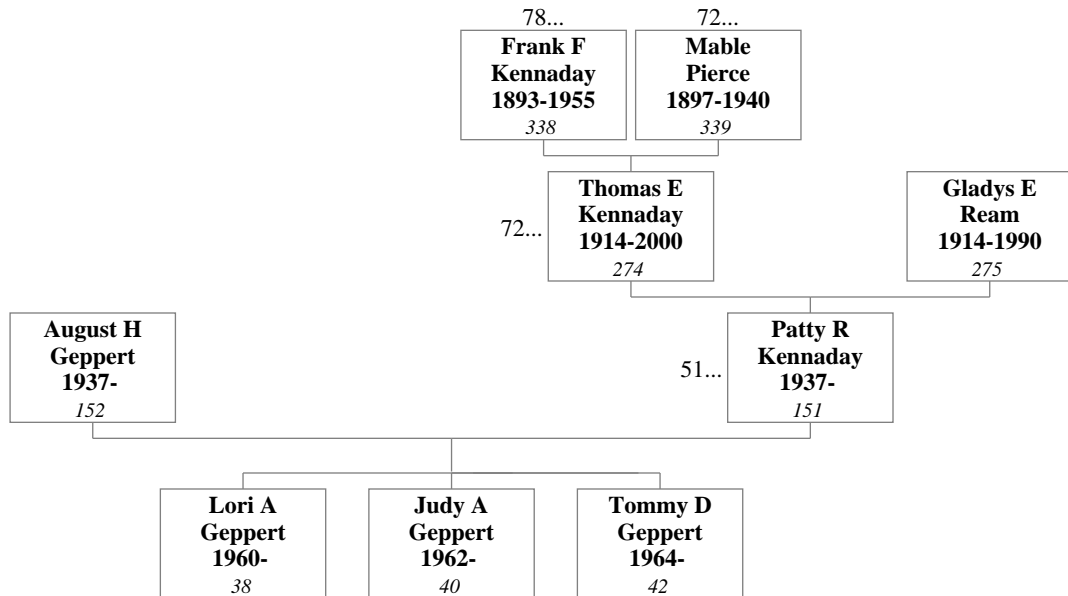 78...
Frank F
Kennaday
1893-1955
338
72...
Mable
Pierce
1897-1940
339
72...
Thomas E
Kennaday
1914-2000
274
Gladys E
Ream
1914-1990
275
August H
Geppert
1937-
152
51...
Patty R
Kennaday
1937-
151
Lori A
Geppert
1960-
38
Judy A
Geppert
1962-
40
Tommy D
Geppert
1964-
42